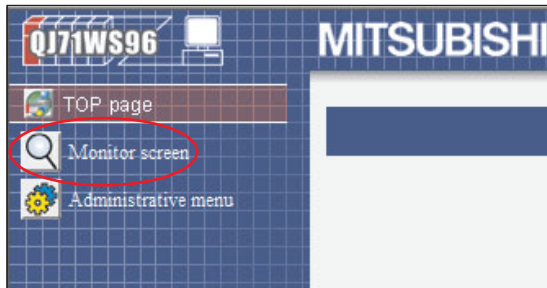 QJ71WS96
MITSUBISHI
TOP page
Monitor screen
Administrative menu